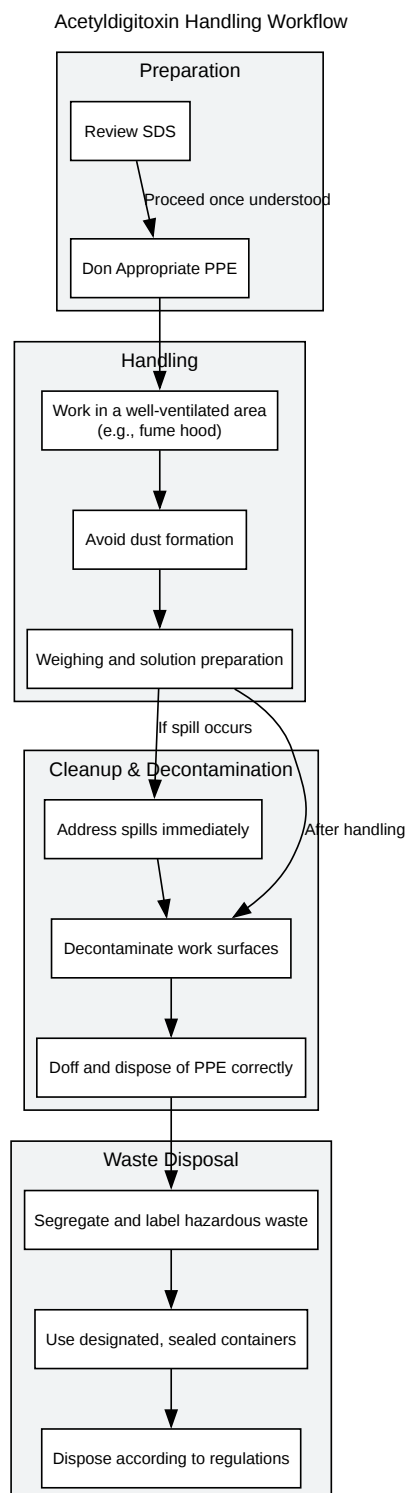 Acetyldigitoxin Handling Workflow
Preparation
Review SDS
Proceed once understood
Don Appropriate PPE
Handling
Work in a well-ventilated area
(e.g., fume hood)
Avoid dust formation
Weighing and solution preparation
If spill occurs
Cleanup & Decontamination
Address spills immediately
After handling
Decontaminate work surfaces
Doff and dispose of PPE correctly
Waste Disposal
Segregate and label hazardous waste
Use designated, sealed containers
Dispose according to regulations